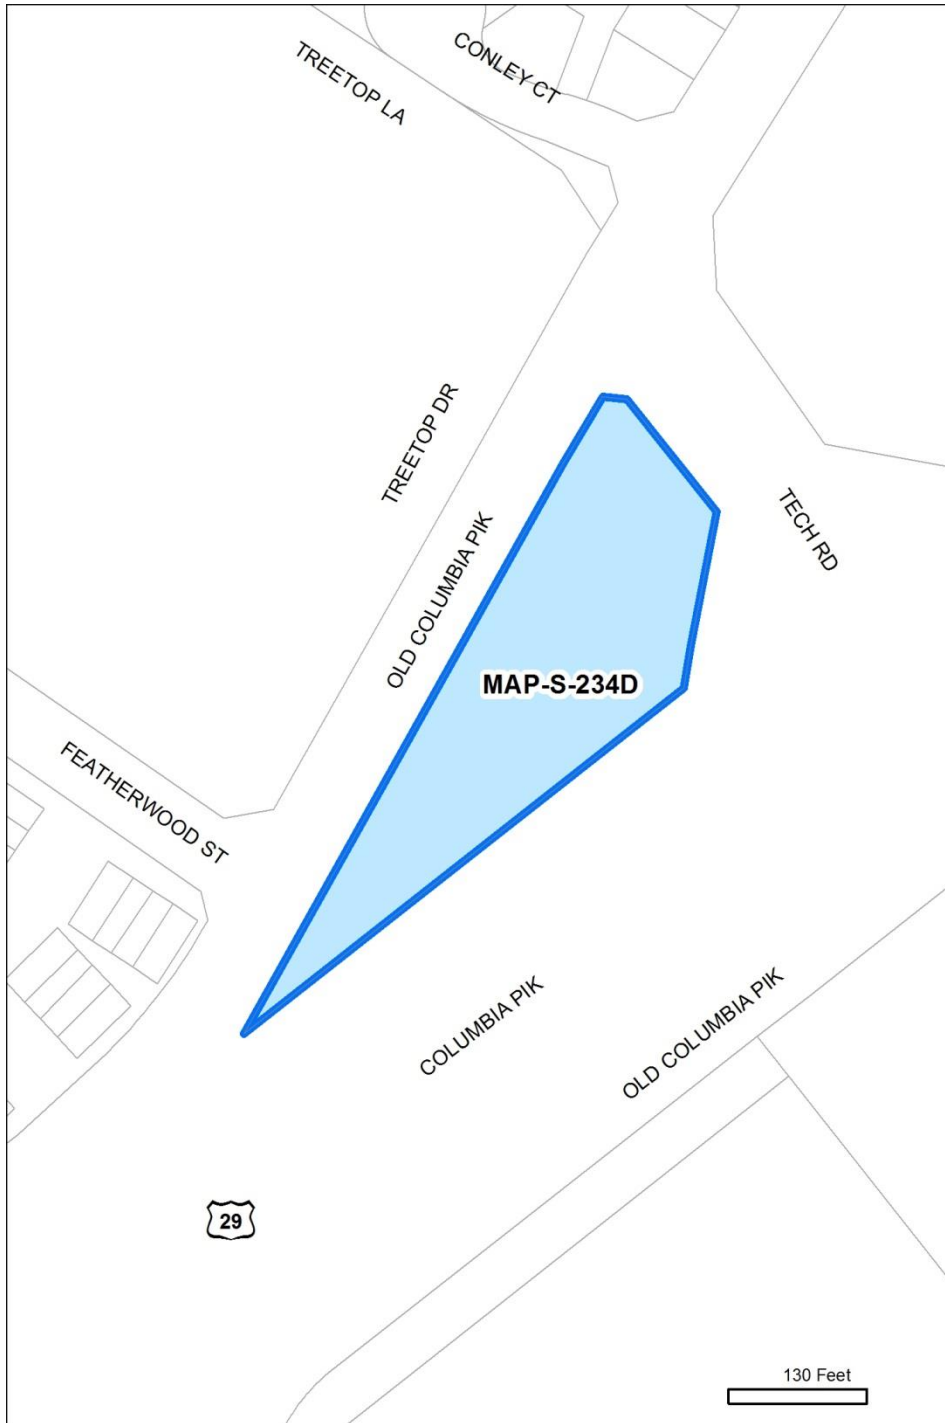 CONLEY CT
TREETOP LA
TREETOP DR
OLD COLUMBIA PIK
TECH RD
MAP-S-234D
FEATHERWOOD ST
COLUMBIA PIK
OLD COLUMBIA PIK
29
130 Feet